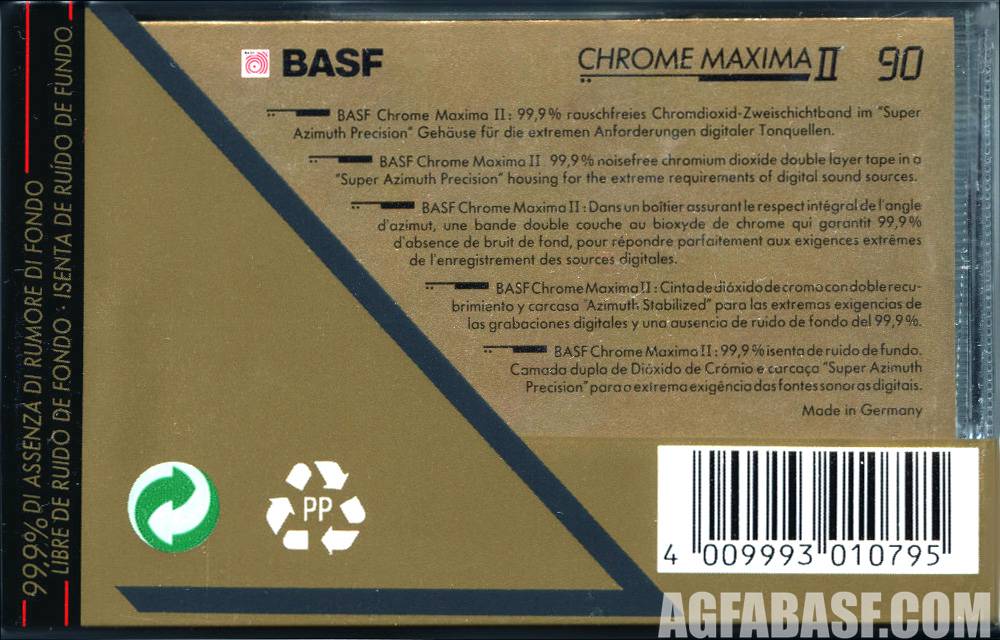 BASF
CHROME MAXIMA II 90
BASF Chrome Maxima II: 99,9% rauschfreies Chromdioxid-Zweischichtband im "Super
Azimuth Precision" Gehäuse für die extremen Anforderungen digitaler Tonquellen.
BASF Chrome Maxima II 99,9% noisefree chromium dioxide double layer tape in a
"Super Azimuth Precision" housing for the extreme requirements of digital sound sources.
BASF Chrome Maxima II: Dans un boîtier assurant le respect intégral de l'angle
d'azimut, une bande double couche au bioxyde de chrome qui garantit 99,9%
d'absence de bruit de fond, pour répondre parfaitement aux exigences extrêmes
de l'enregistrement des sources digitales.
BASF Chrome Maxima II: Cinta de dióxido de cromo con doble recu-
brimiento y carcasa "Azimuth Stabilized" para las extremas exigencias de
las grabaciones digitales y una ausencia de ruido de fondo del 99,9%.
BASF Chrome Maxima II: 99,9% isenta de ruido de fundo.
Camada dupla de Dióxido de Crómio e carcaça "Super Azimuth
Precision" para a extrema exigência das fontes sonoras digitais.
Made in Germany
99,9% DI ASSENZA DI RUMORE DI FONDO
LIBRE DE RUIDO DE FONDO · ISENTA DE RUÍDO DE FUNDO.
PP
4 009993 010795
AGFABASF.COM